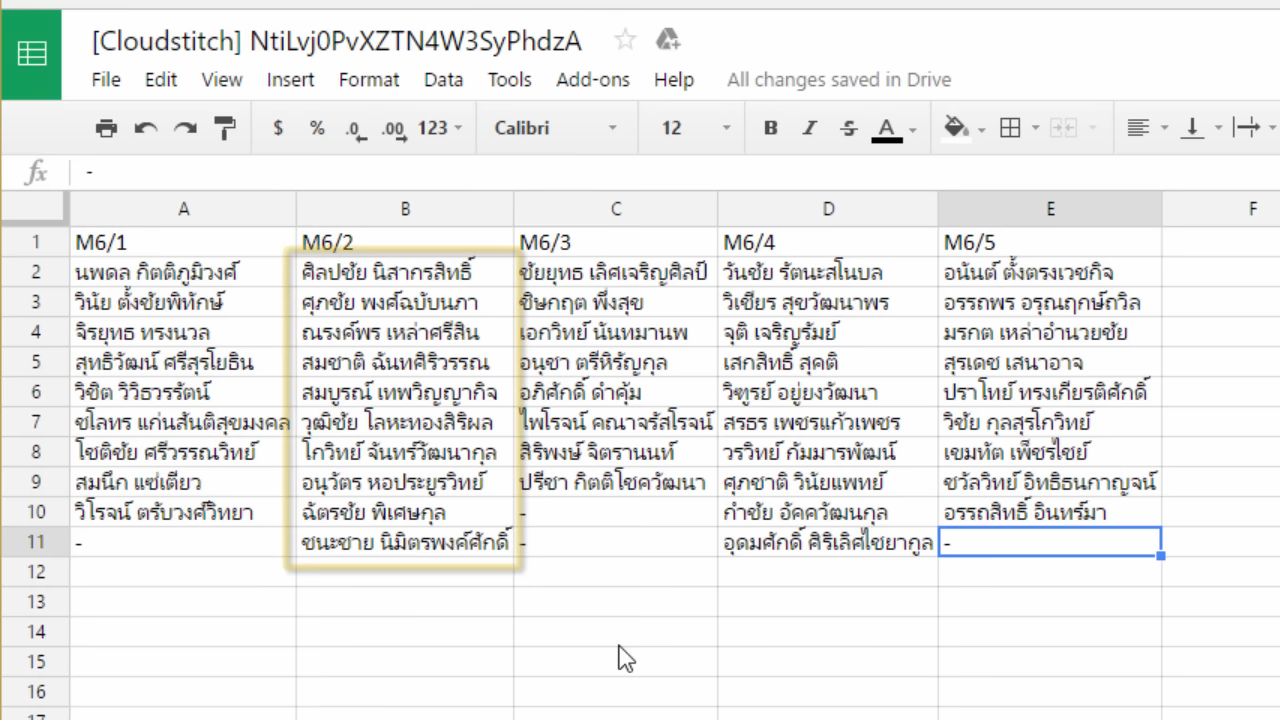 [Cloudstitch] NtiLvj0PvXZTN4W3SyPhdzA
File Edit View Insert Format Data Tools Add-ons Help All changes saved in Drive
$ % .0 .00 123 Calibri 12 B I S A
fx -
A B C D E F
1 M6/1 M6/2 M6/3 M6/4 M6/5
2 นพดล กิตติภูมิวงศ์ ศิลปชัย นิสากรสิทธิ์ ชัยยุทธ เลิศเจริญศิลป์ วันชัย รัตนะสโนบล อนันต์ ตั้งตรงเวชกิจ
3 วินัย ตั้งชัยพิทักษ์ ศุภชัย พงศ์ฉบับนภา ชิษกฤต พึ่งสุข วิเชียร สุขวัฒนาพร อรรถพร อรุณฤกษ์ถวิล
4 จิรยุทธ ทรงนวล ณรงค์พร เหล่าศรีสิน เอกวิทย์ นันทมานพ จุติ เจริญรัมย์ มรกต เหล่าอำนวยชัย
5 สุทธิวัฒน์ ศรีสุรโยธิน สมชาติ ฉันทศิริวรรณ อนุชา ตรีหิรัญกุล เสกสิทธิ์ สุคติ สุรเดช เสนาอาจ
6 วิชิต วิวิธวรรัตน์ สมบูรณ์ เทพวิญญากิจ อภิศักดิ์ ดำคุ้ม วิฑูรย์ อยู่ยงวัฒนา ปราโทย์ ทรงเกียรติศักดิ์
7 ชโลทร แก่นสันติสุขมงคล วุฒิชัย โลหะทองสิริผล ไพโรจน์ คณาจรัสโรจน์ สรธร เพชรแก้วเพชร วิชัย กุลสุรโกวิทย์
8 โชติชัย ศรีวรรณวิทย์ โกวิทย์ จันทร์วัฒนากุล สิริพงษ์ จิตรานนท์ วรวิทย์ กัมมารพัฒน์ เขมทัต เพ็ชรไชย์
9 สมนึก แซ่เตียว อนุวัตร หอประยูรวิทย์ ปรีชา กิตติโชควัฒนา ศุภชาติ วินัยแพทย์ ชวัลวิทย์ อิทธิธนกาญจน์
10 วิโรจน์ ตรับวงศ์วิทยา ฉัตรชัย พิเศษกุล - กำชัย อัคควัฒนกุล อรรถสิทธิ์ อินทร์มา
11 - ชนะชาย นิมิตรพงค์ศักดิ์ - อุดมศักดิ์ ศิริเลิศไชยากูล -
12
13
14
15
16
17